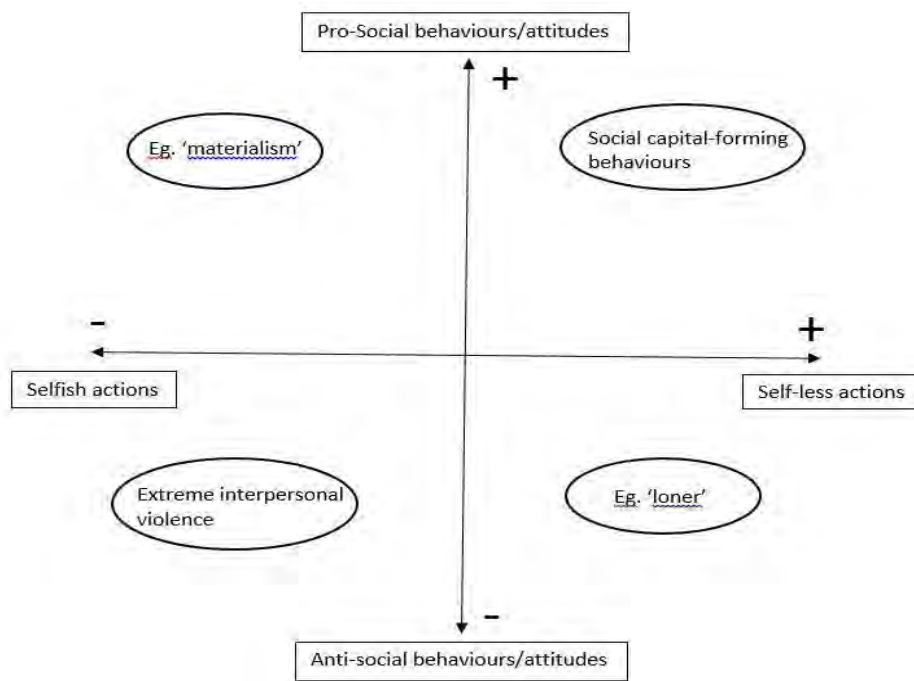 Pro-Social behaviours/attitudes
+
Eg. 'materialism'
Social capital-forming
behaviours
-
+
Selfish actions
Self-less actions
Extreme interpersonal
violence
Eg. 'loner'
-
Anti-social behaviours/attitudes